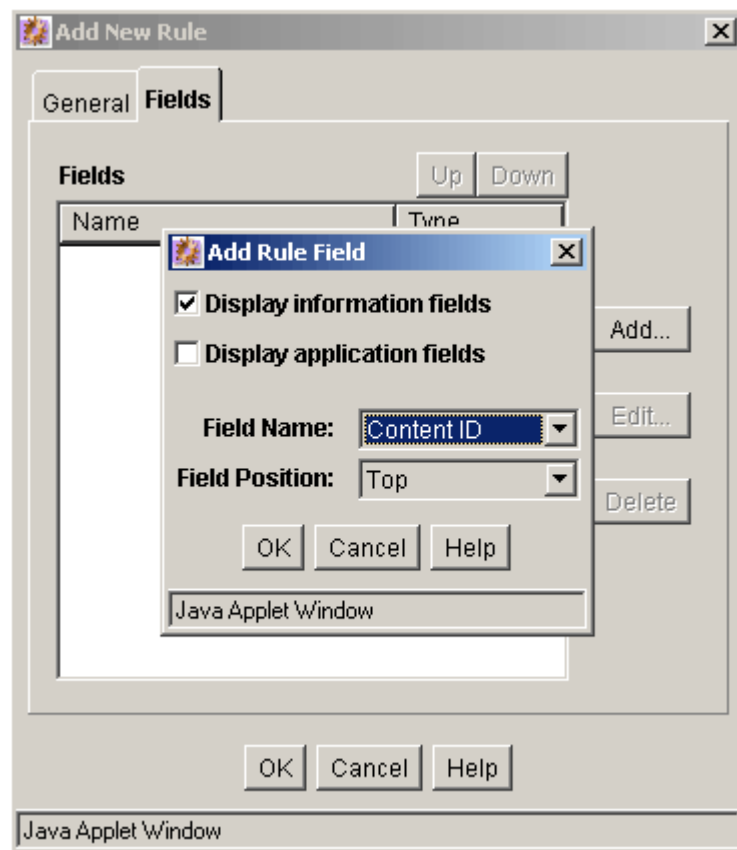 Add New Rule
General Fields
Fields Up Down
Name Type
Add Rule Field
Display information fields
Display application fields
Add...
Field Name: Content ID
Edit...
Field Position: Top
Delete
OK Cancel Help
Java Applet Window
OK Cancel Help
Java Applet Window